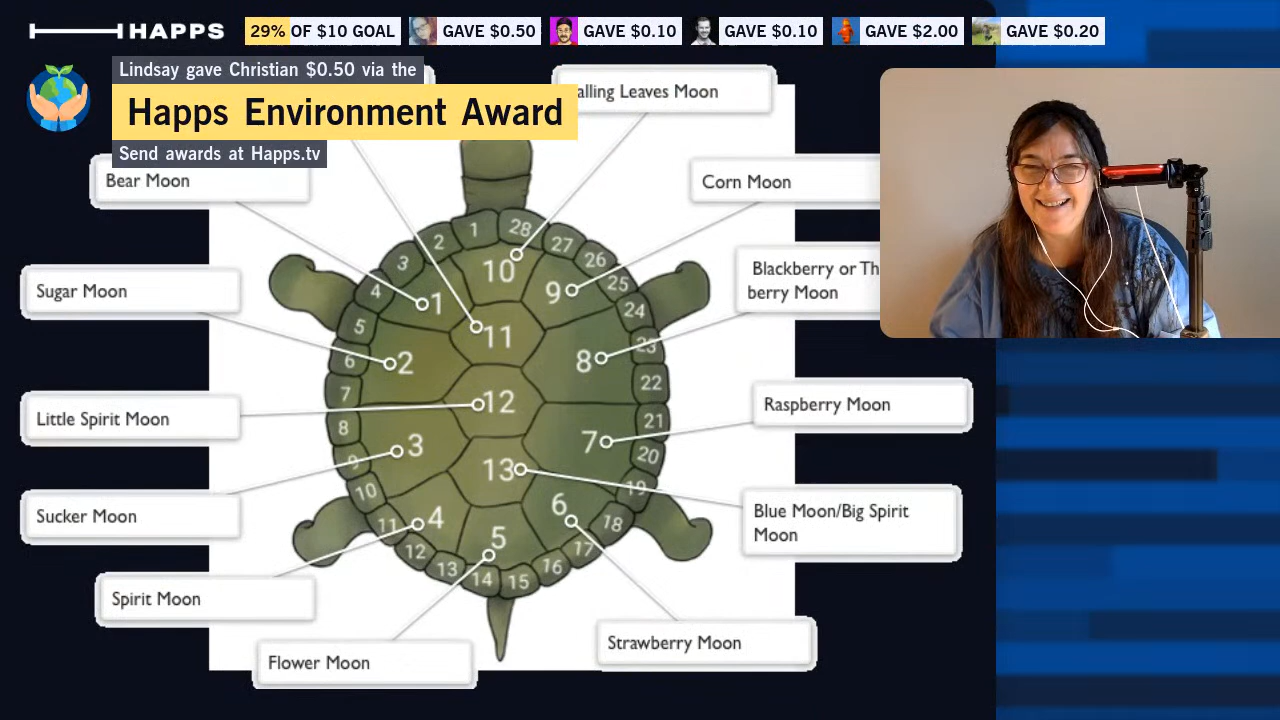 HAPPS
29% OF $10 GOAL
GAVE $0.50
GAVE $0.10
GAVE $0.10
GAVE $2.00
GAVE $0.20
Lindsay gave Christian $0.50 via the
Happs Environment Award
Send awards at Happs.tv
alling Leaves Moon
Bear Moon
Corn Moon
Sugar Moon
Blackberry or Th
berry Moon
Little Spirit Moon
Raspberry Moon
Sucker Moon
Blue Moon/Big Spirit
Moon
Spirit Moon
Strawberry Moon
Flower Moon
1
2
3
4
5
6
7
8
9
10
11
12
13
14
15
16
17
18
19
20
21
22
23
24
25
26
27
28
1
2
3
4
5
6
7
8
9
10
11
12
13